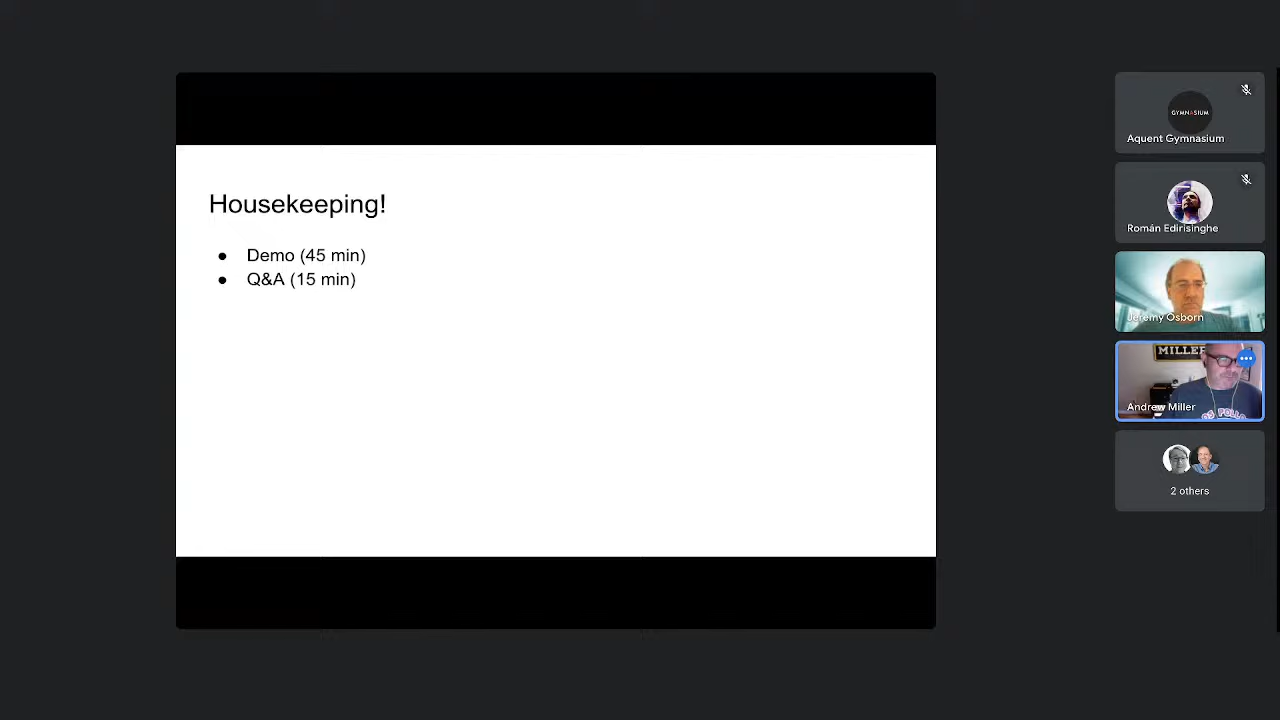 Housekeeping!
● Demo (45 min)
● Q&A (15 min)
GYMNASIUM
Aquent Gymnasium
Román Edirisinghe
Jeremy Osborn
MILLER
Andrew Miller
2 others